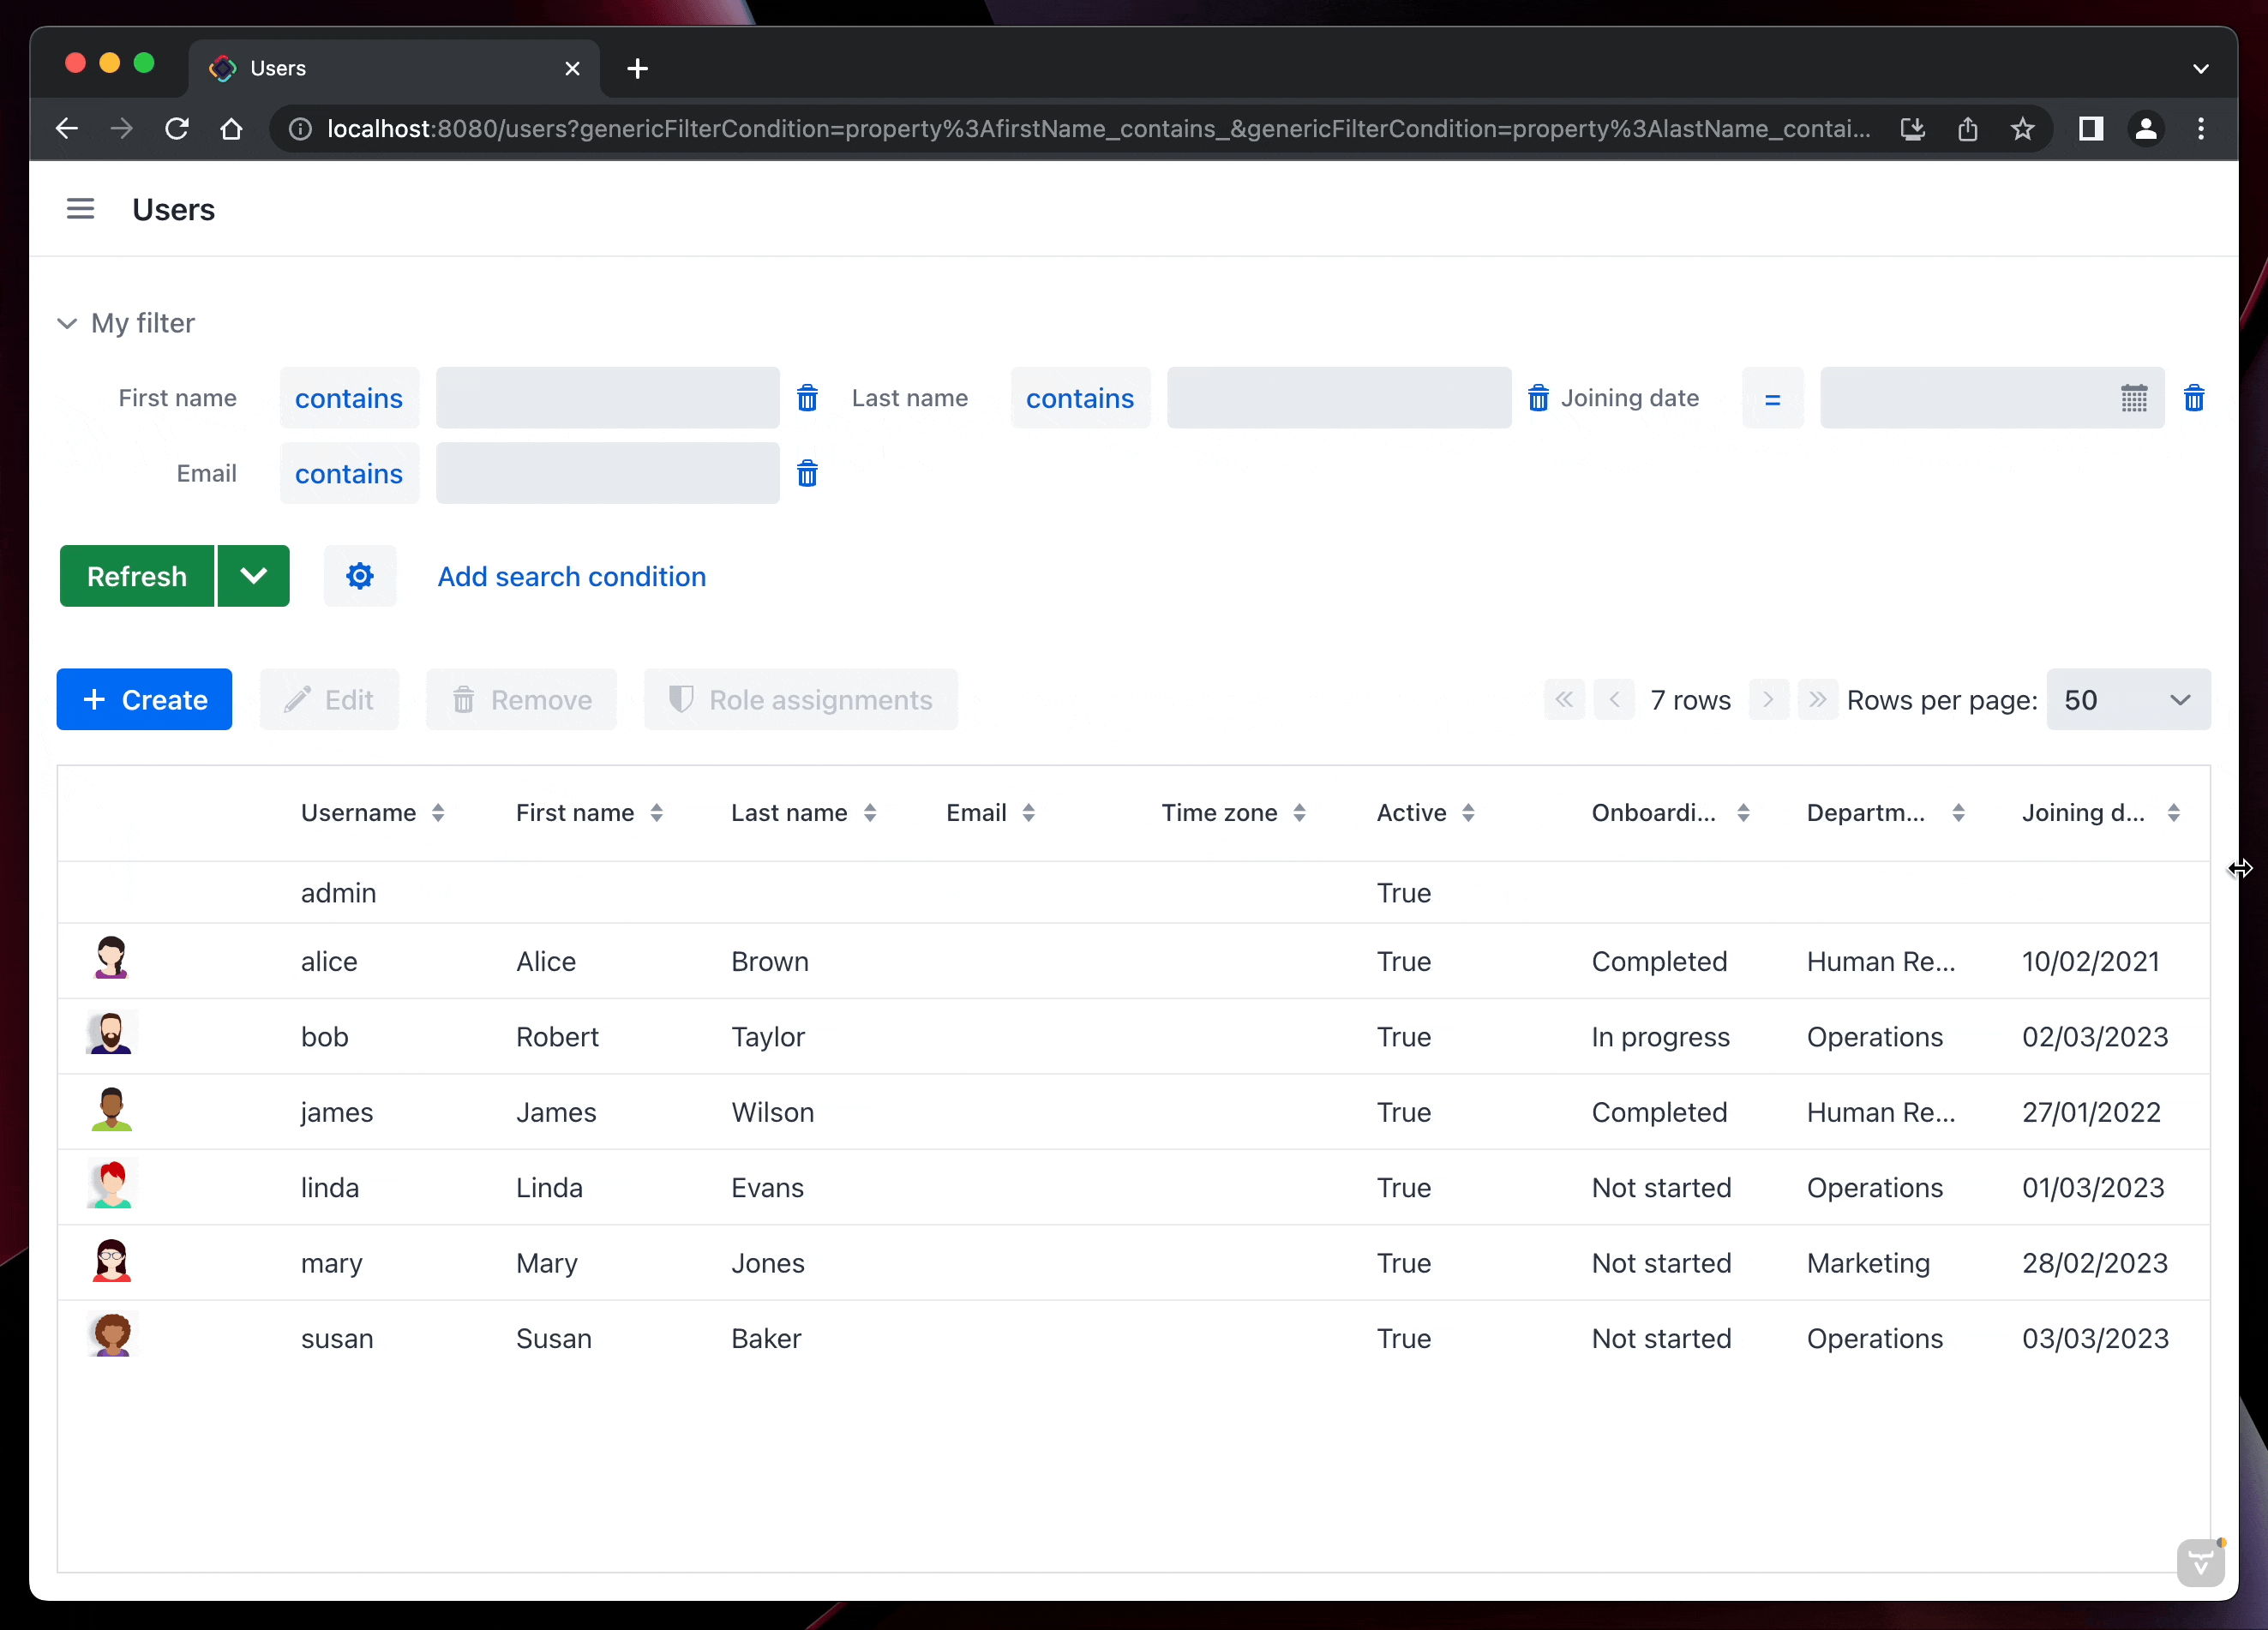 Users
localhost:8080/users?genericFilterCondition=property%3AfirstName_contains_&genericFilterCondition=property%3AlastName_contai...
Users
My filter
First name contains Last name contains Joining date =
Email contains
Refresh Add search condition
Create Edit Remove Role assignments 7 rows Rows per page: 50
Username First name Last name Email Time zone Active Onboardi... Departm... Joining d...
admin True
alice Alice Brown True Completed Human Re... 10/02/2021
bob Robert Taylor True In progress Operations 02/03/2023
james James Wilson True Completed Human Re... 27/01/2022
linda Linda Evans True Not started Operations 01/03/2023
mary Mary Jones True Not started Marketing 28/02/2023
susan Susan Baker True Not started Operations 03/03/2023